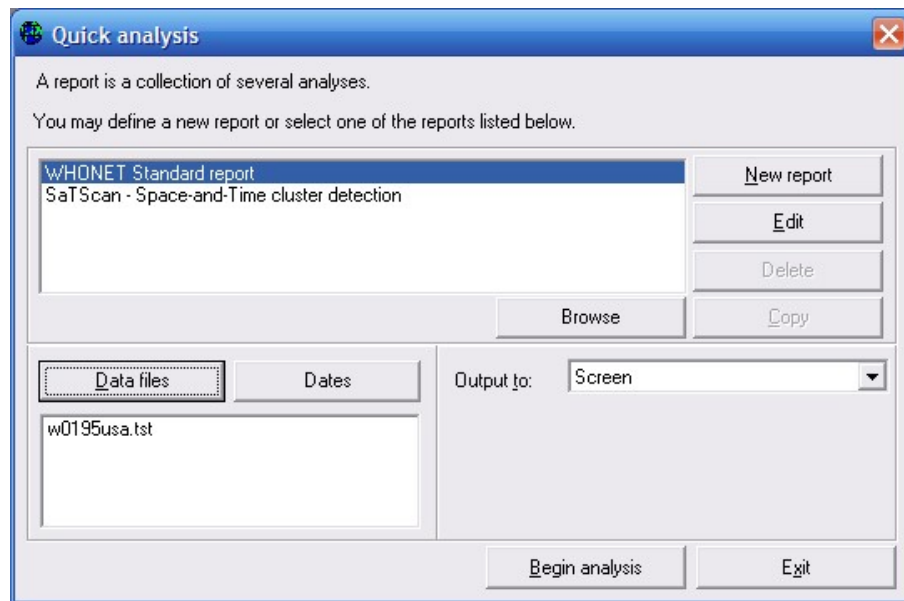 Quick analysis
A report is a collection of several analyses.
You may define a new report or select one of the reports listed below.
WHONET Standard report
SaTScan - Space-and-Time cluster detection
New report
Edit
Delete
Browse
Copy
Data files
Dates
Output to:
Screen
w0195usa.tst
Begin analysis
Exit